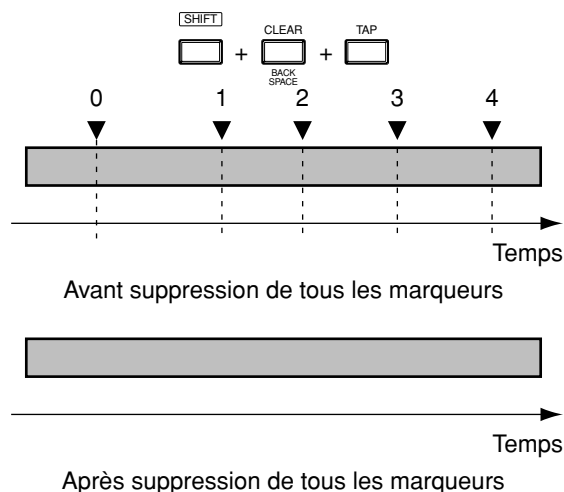 SHIFT
CLEAR TAP
+ +
BACK
SPACE
0 1 2 3 4
Temps
Avant suppression de tous les marqueurs
Temps
Après suppression de tous les marqueurs